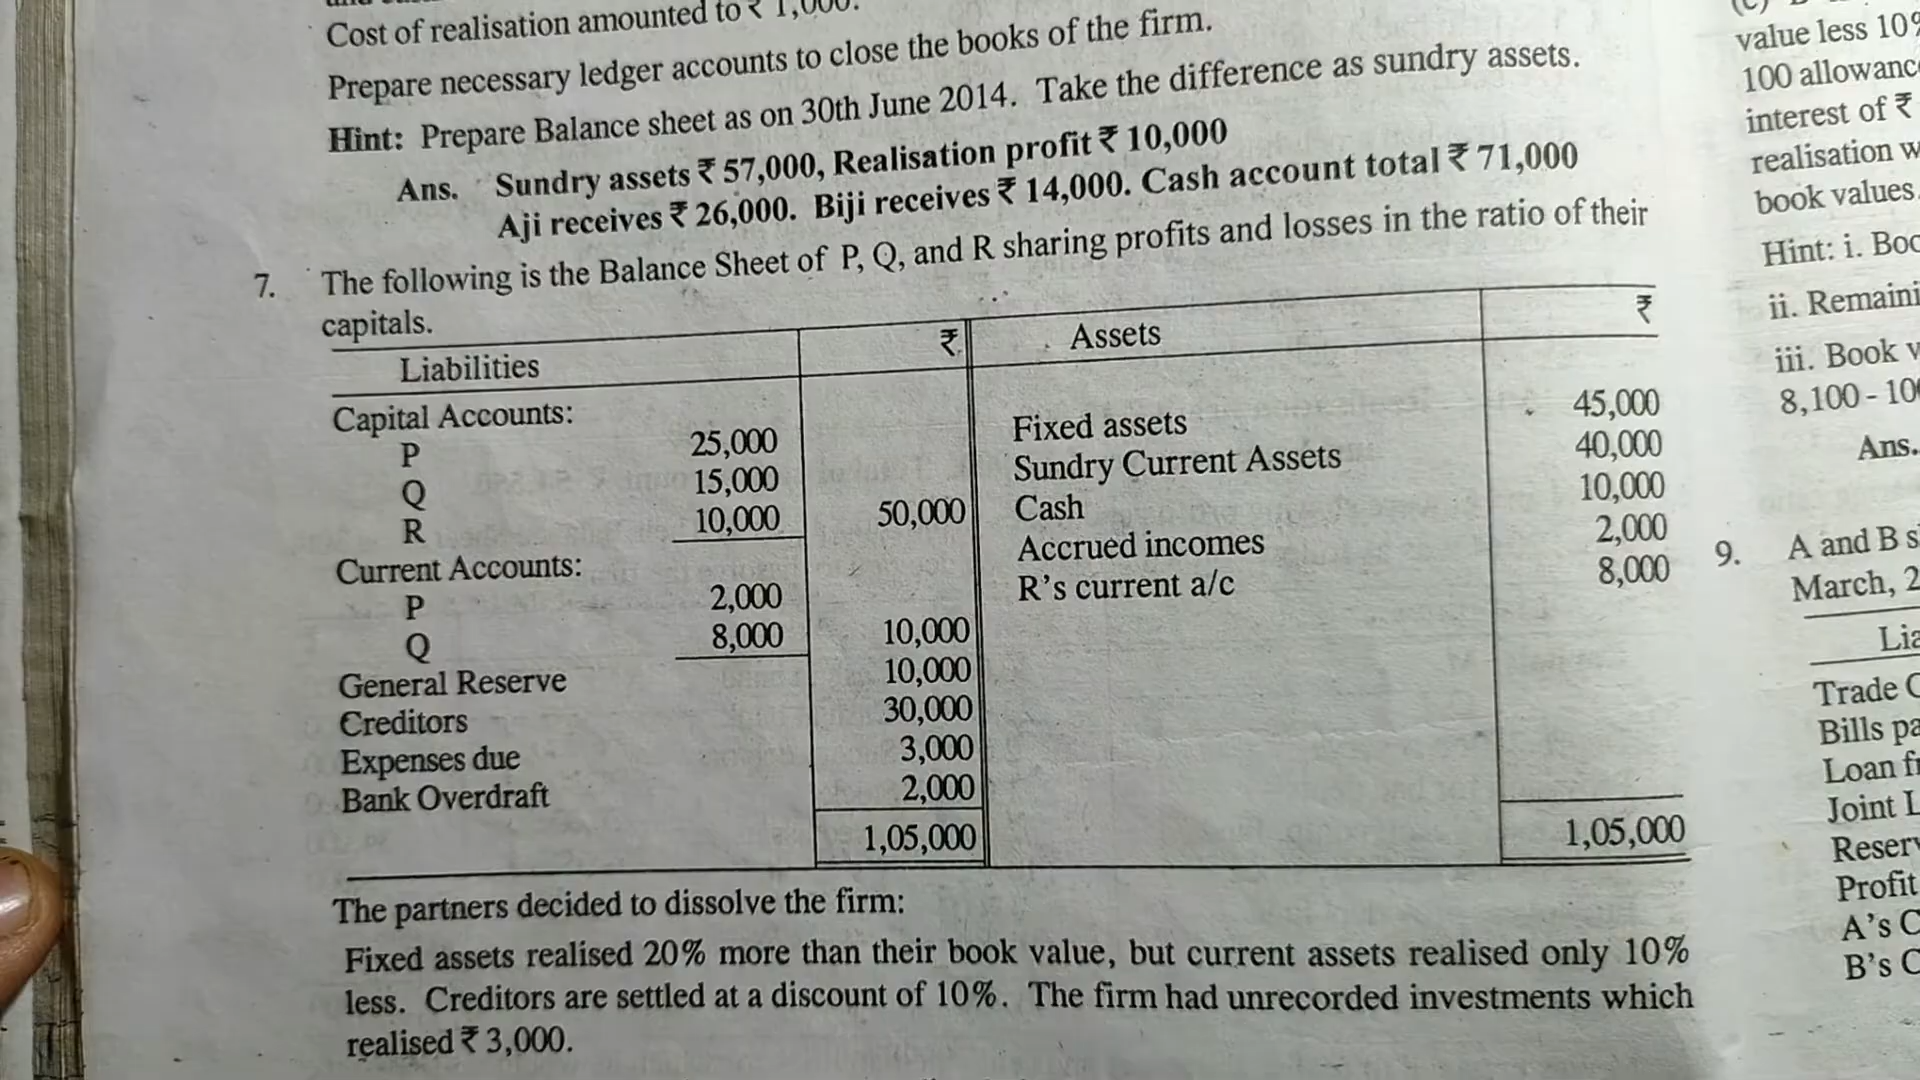 Cost of realisation amounted to ₹ 1,000.
Prepare necessary ledger accounts to close the books of the firm.
Hint: Prepare Balance sheet as on 30th June 2014. Take the difference as sundry assets.
Ans. Sundry assets ₹ 57,000, Realisation profit ₹ 10,000
Aji receives ₹ 26,000. Biji receives ₹ 14,000. Cash account total ₹ 71,000
7. The following is the Balance Sheet of P, Q, and R sharing profits and losses in the ratio of their
capitals.
Liabilities ₹ Assets ₹
Capital Accounts:
P 25,000 Fixed assets 45,000
Q 15,000 Sundry Current Assets 40,000
R 10,000 50,000 Cash 10,000
Current Accounts: Accrued incomes 2,000
P 2,000 R's current a/c 8,000
Q 8,000 10,000
General Reserve 10,000
Creditors 30,000
Expenses due 3,000
Bank Overdraft 2,000
1,05,000 1,05,000
The partners decided to dissolve the firm:
Fixed assets realised 20% more than their book value, but current assets realised only 10%
less. Creditors are settled at a discount of 10%. The firm had unrecorded investments which
realised ₹ 3,000.
value less 10%
100 allowanc
interest of ₹
realisation w
book values.
Hint: i. Boo
ii. Remaini
iii. Book v
8,100 - 10
Ans.
9. A and B s
March, 2
Lia
Trade C
Bills pa
Loan fr
Joint L
Reserv
Profit
A's C
B's C